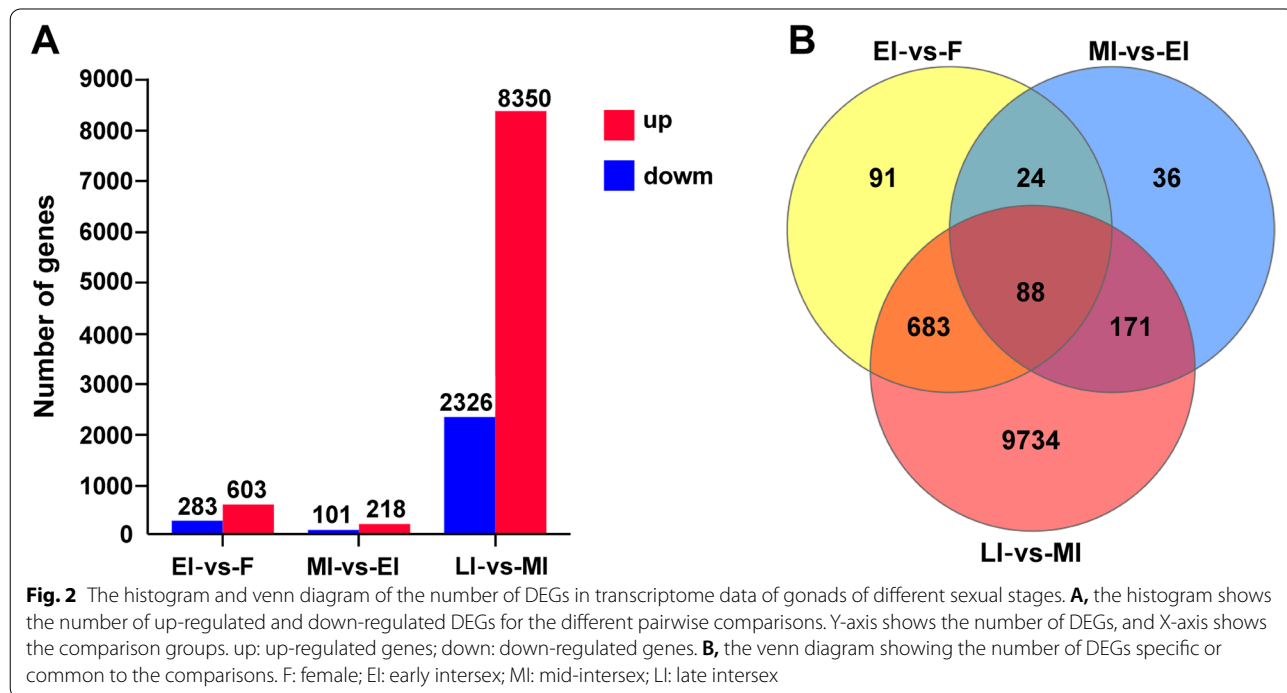 A
B
EI-vs-F
MI-vs-EI
9000
8000
7000
6000
5000
4000
3000
2000
1000
0
Number of genes
283
603
101
218
2326
8350
EI-vs-F
MI-vs-EI
LI-vs-MI
up
dowm
91
24
36
88
683
171
9734
LI-vs-MI
Fig. 2 The histogram and venn diagram of the number of DEGs in transcriptome data of gonads of different sexual stages. A, the histogram shows
the number of up-regulated and down-regulated DEGs for the different pairwise comparisons. Y-axis shows the number of DEGs, and X-axis shows
the comparison groups. up: up-regulated genes; down: down-regulated genes. B, the venn diagram showing the number of DEGs specific or
common to the comparisons. F: female; EI: early intersex; MI: mid-intersex; LI: late intersex